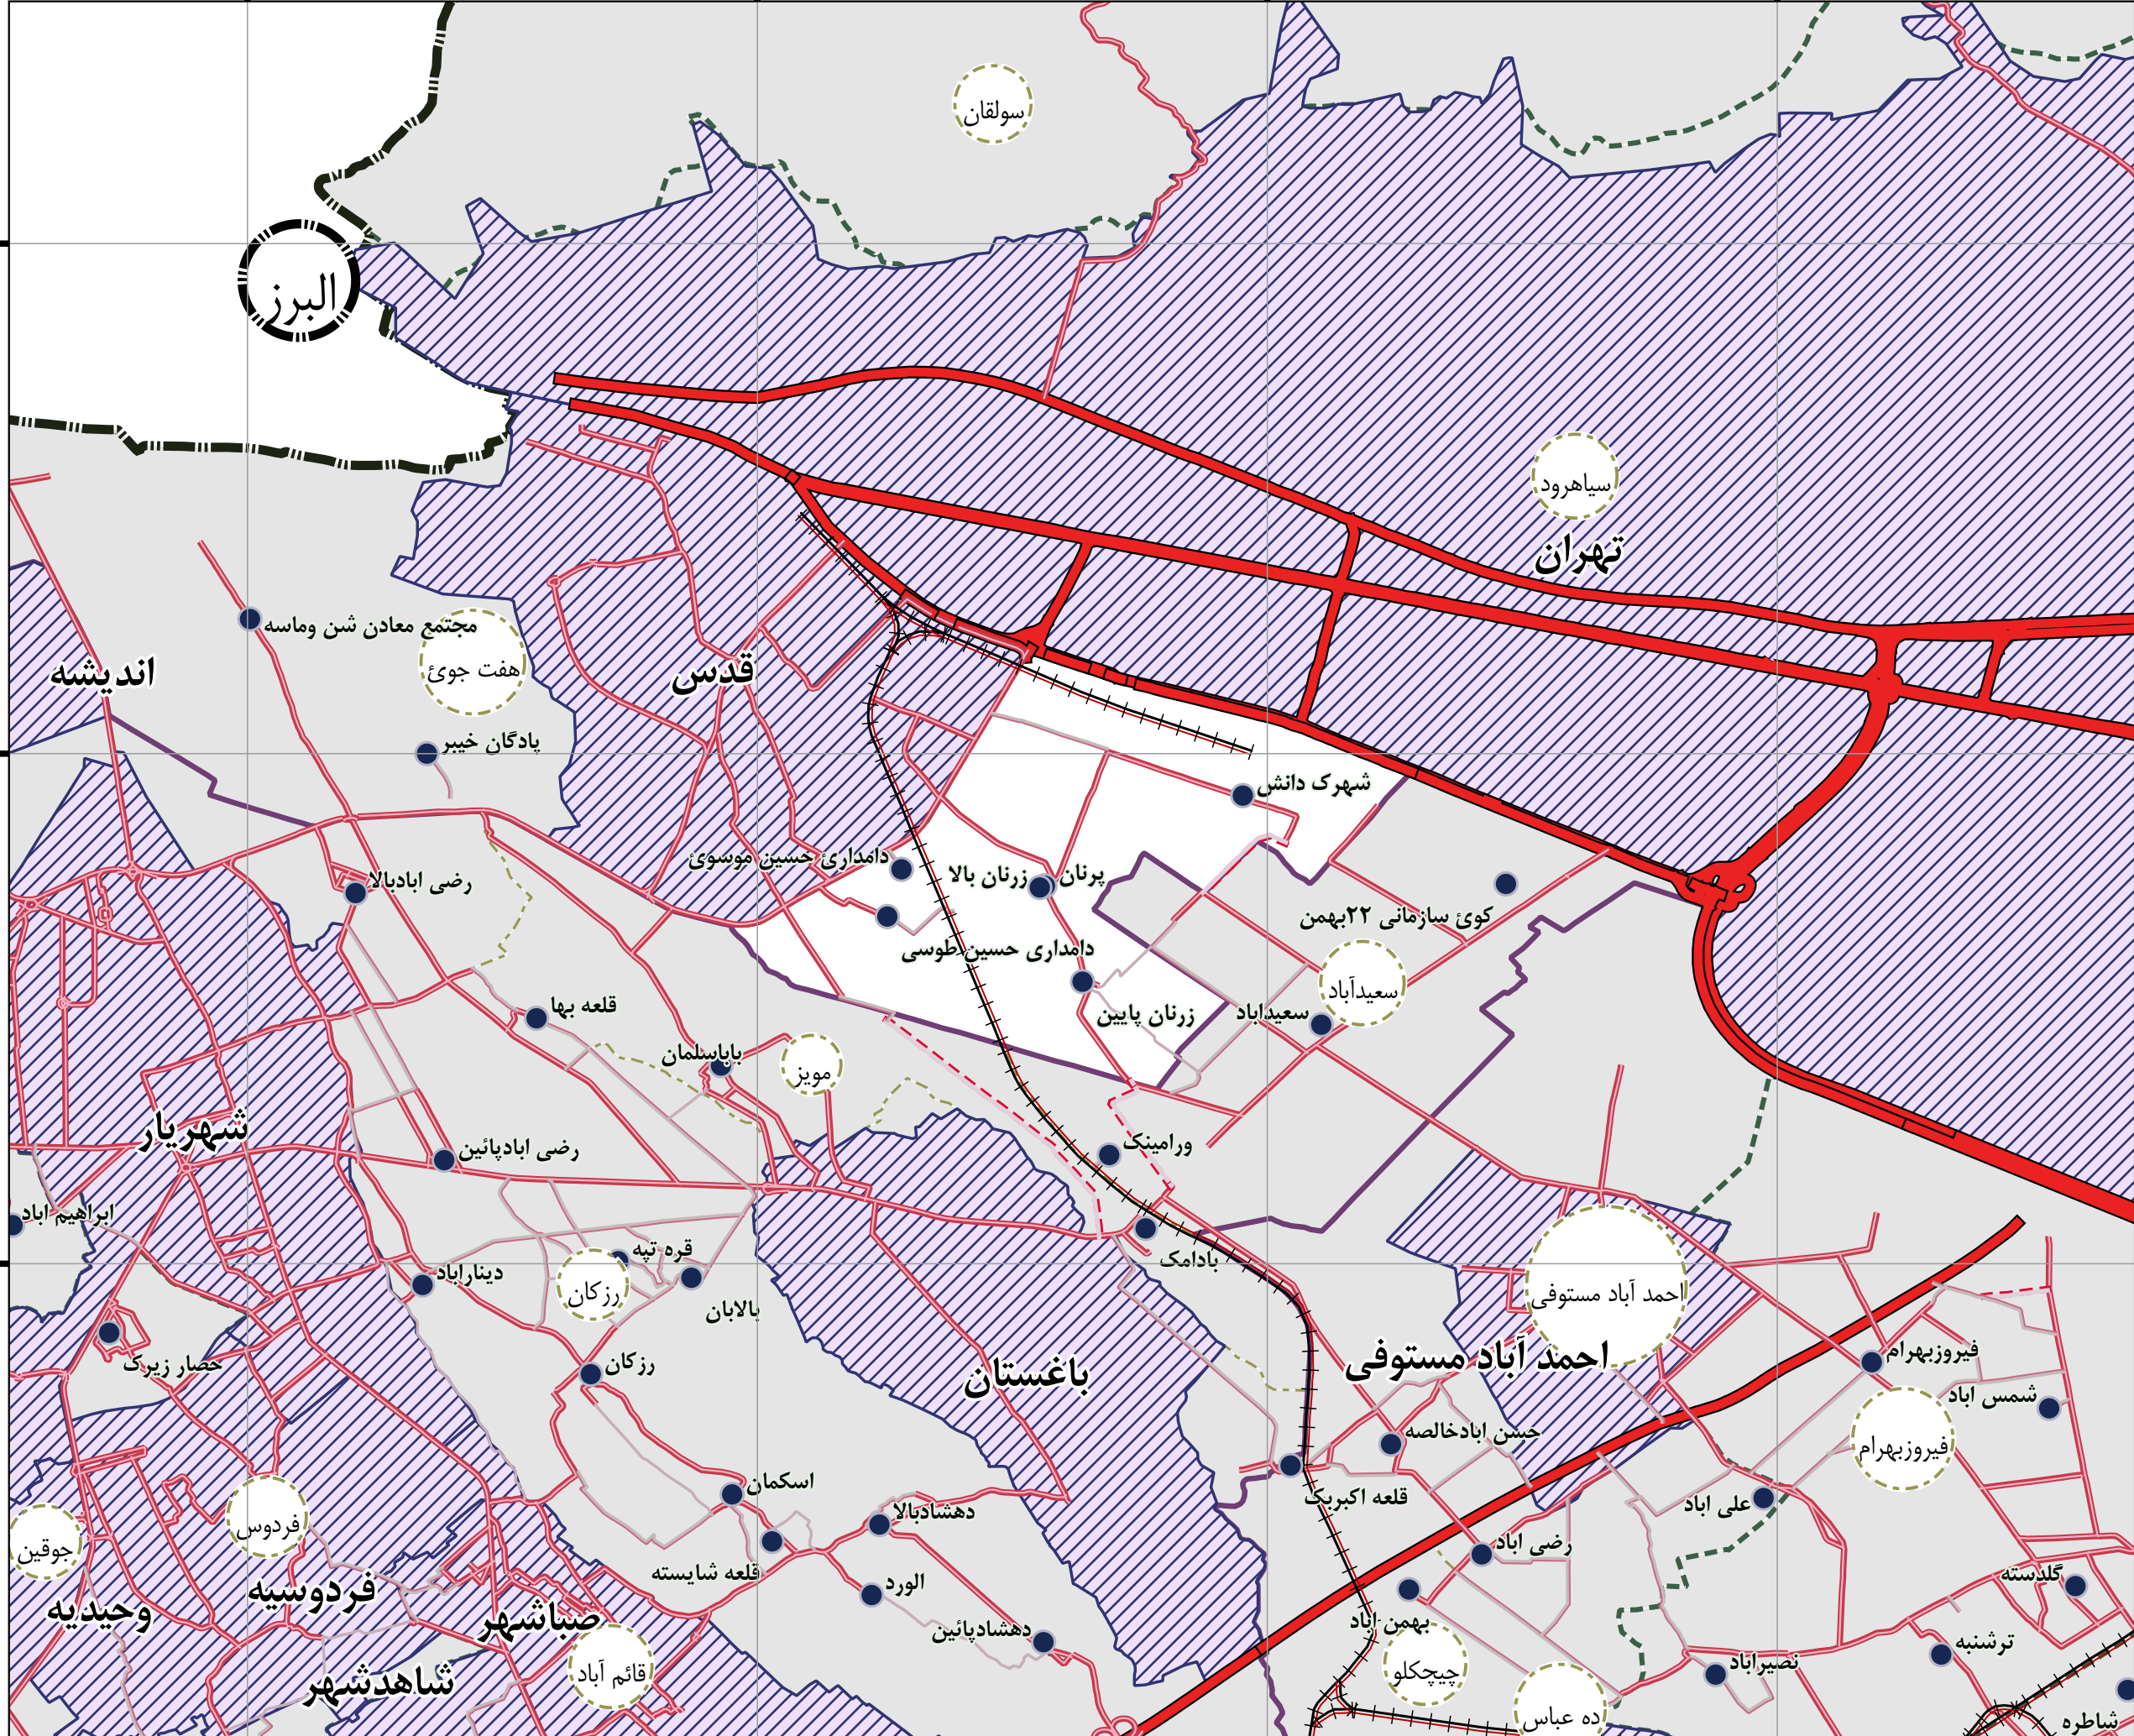 سولقان
البرز
سیاهرود
تهران
مجتمع معادن شن وماسه
هفت جوئ
اندیشه
قدس
پادگان خیبر
شهرک دانش
دامدارئ حسین موسوئ
زرنان بالا
پرنان
رضی ابادبالا
کوئ سازمانی ۲۲بهمن
دامداری حسین طوسی
سعیدآباد
قلعه بها
زرنان پایین
سعیداباد
باباسلمان
مویز
شهریار
رضی ابادپائین
ورامینک
ابراهیم اباد
قره تپه
بادامک
دیناراباد
رزکان
احمد آباد مستوفی
بالابان
حصار زیرک
رزکان
باغستان
احمد آباد مستوفی
فیروزبهرام
شمس اباد
حسن ابادخالصه
فیروزبهرام
اسکمان
قلعه اکبریک
علی اباد
دهشادبالا
فردوس
جوقین
رضی اباد
قلعه شایسته
الورد
گلدسته
فردوسیه
وحیدیه
صباشهر
بهمن اباد
دهشادپائین
ترشنبه
نصیراباد
قائم آباد
چیچکلو
شاهدشهر
ده عباس
شاطره